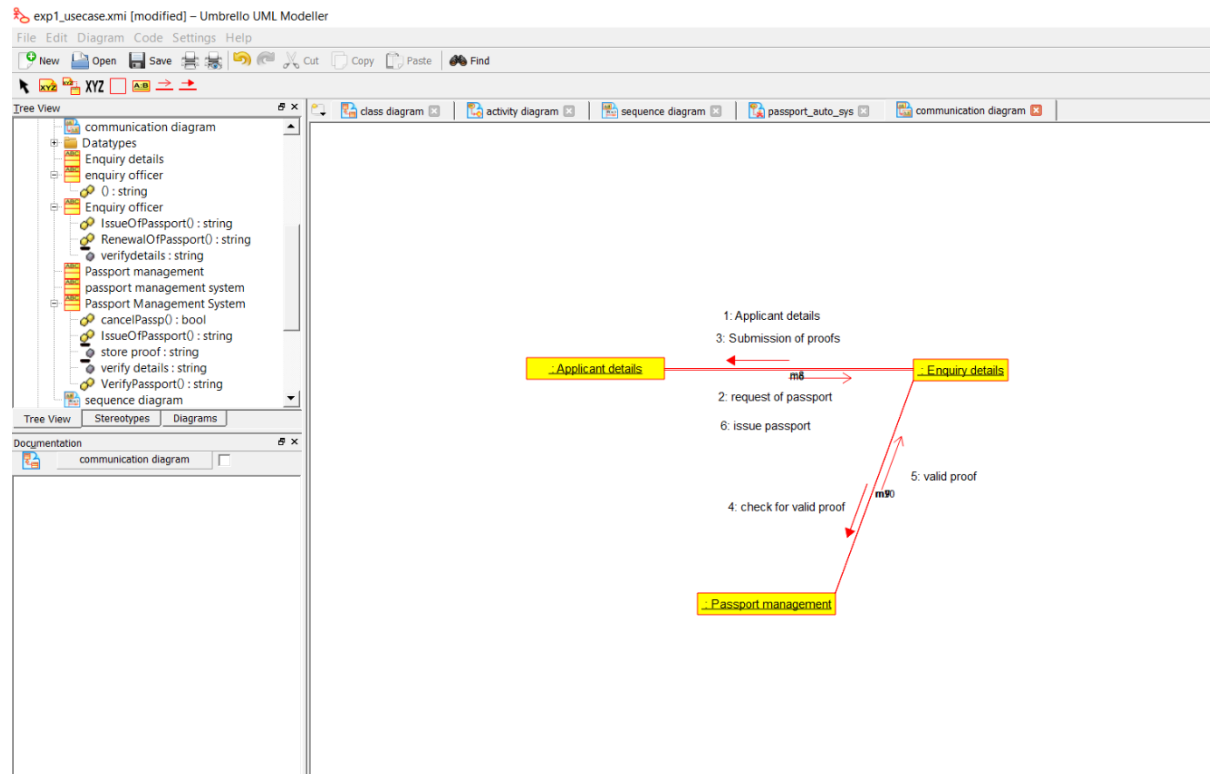 exp1_usecase.xmi [modified] – Umbrello UML Modeller
File Edit Diagram Code Settings Help
New Open Save Cut Copy Paste Find
XYZ XYZ A:B
Tree View
class diagram activity diagram sequence diagram passport_auto_sys communication diagram
communication diagram
Datatypes
Enquiry details
enquiry officer
() : string
Enquiry officer
IssueOfPassport() : string
RenewalOfPassport() : string
verifydetails : string
Passport management
passport management system
Passport Management System
cancelPassp() : bool
IssueOfPassport() : string
store proof : string
verify details : string
VerifyPassport() : string
sequence diagram
Tree View Stereotypes Diagrams
Documentation
communication diagram
1: Applicant details
3: Submission of proofs
: Applicant details
: Enquiry details
2: request of passport
6: issue passport
5: valid proof
4: check for valid proof
: Passport management